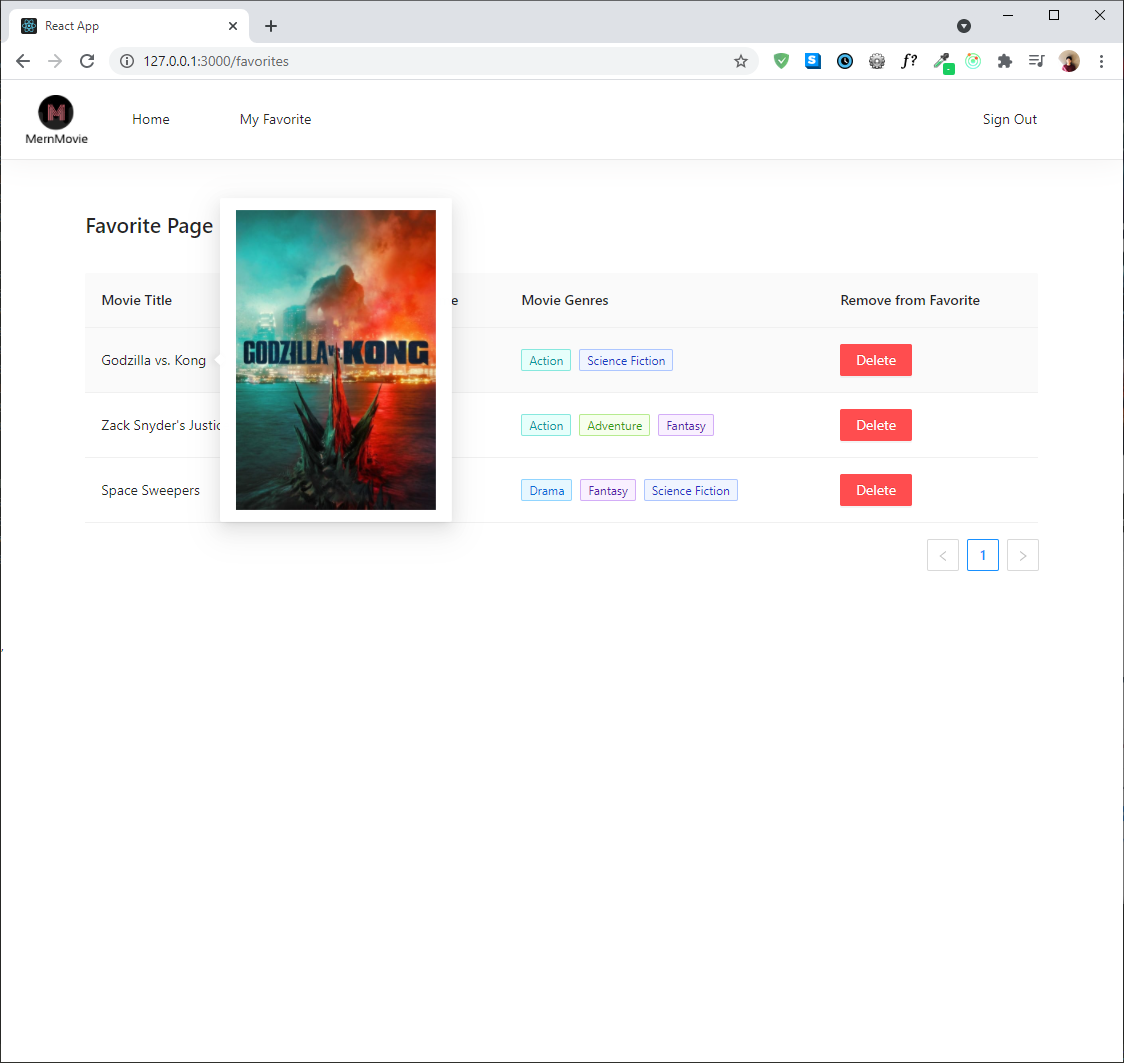 React App
127.0.0.1:3000/favorites
f?
M
MernMovie
Home
My Favorite
Sign Out
Favorite Page
Movie Title
e
Movie Genres
Remove from Favorite
Godzilla vs. Kong
GODZILLA vs. KONG
Action
Science Fiction
Delete
Zack Snyder's Justic
Action
Adventure
Fantasy
Delete
Space Sweepers
Drama
Fantasy
Science Fiction
Delete
< 1 >